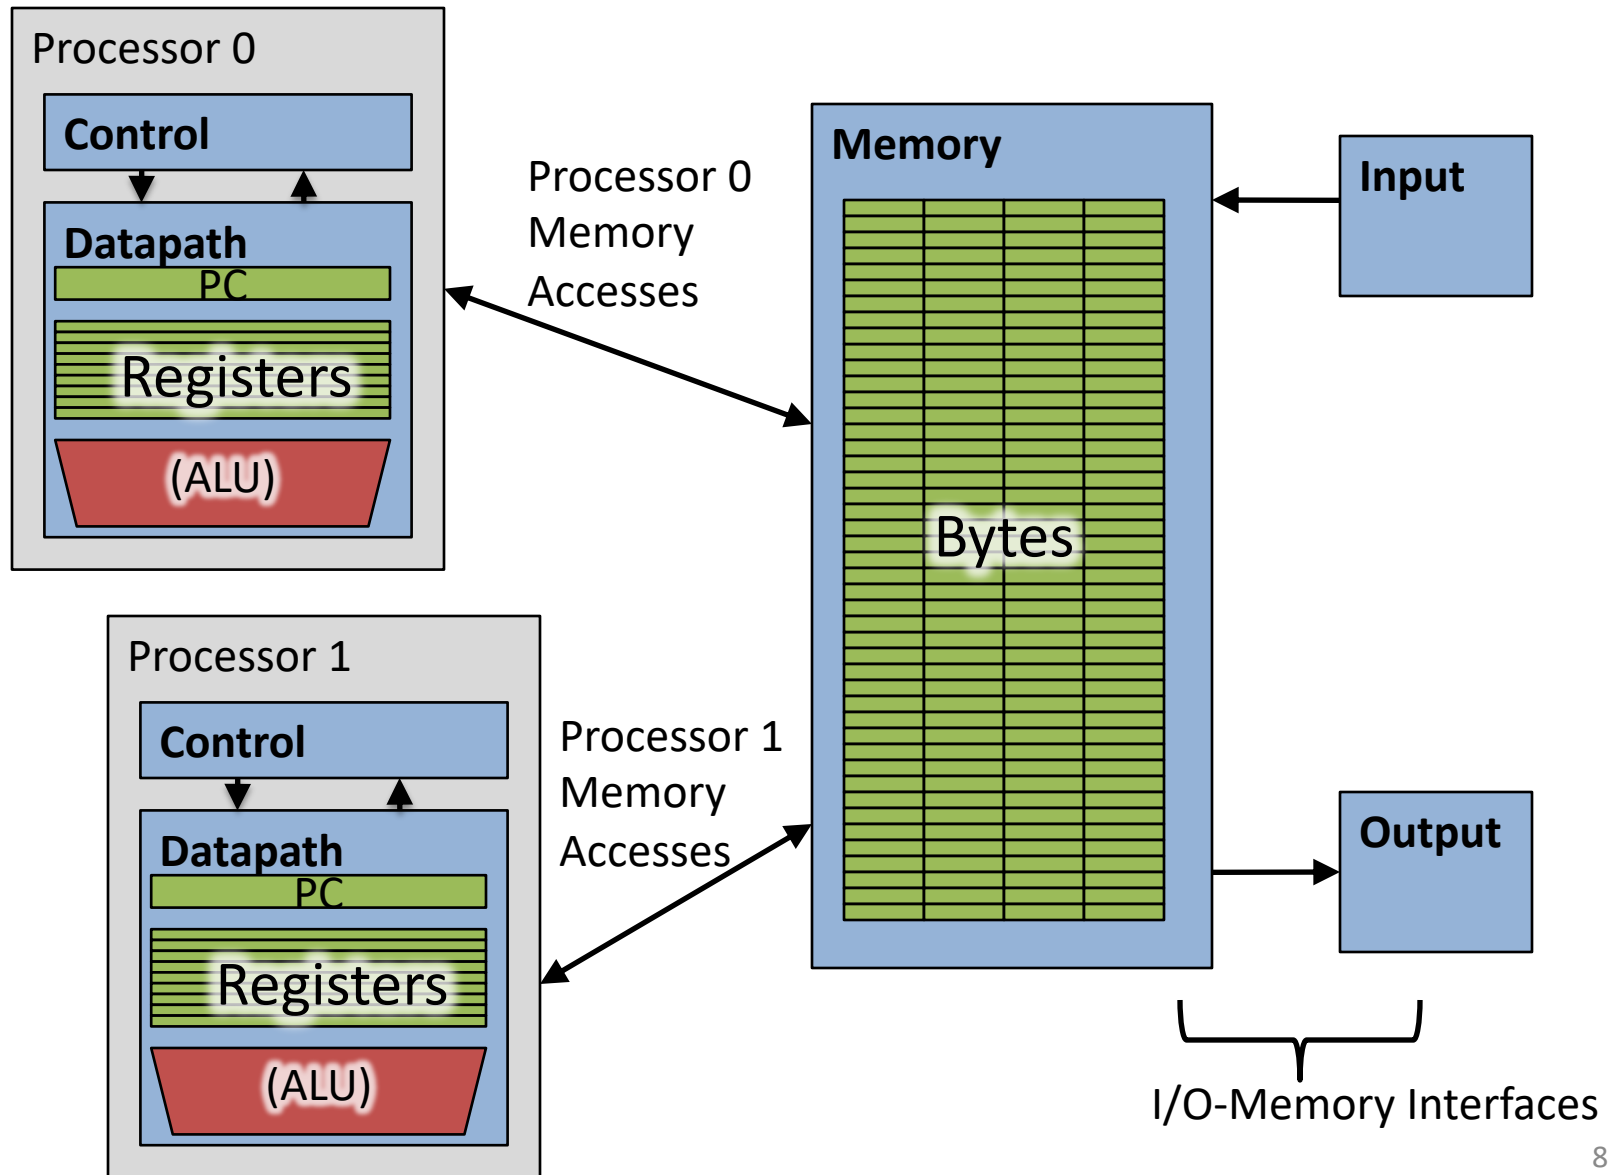 Processor 0
Control
Datapath
PC
Registers
(ALU)
Processor 0
Memory
Accesses
Processor 1
Control
Datapath
PC
Registers
(ALU)
Processor 1
Memory
Accesses
Memory
Bytes
Input
Output
I/O-Memory Interfaces
8